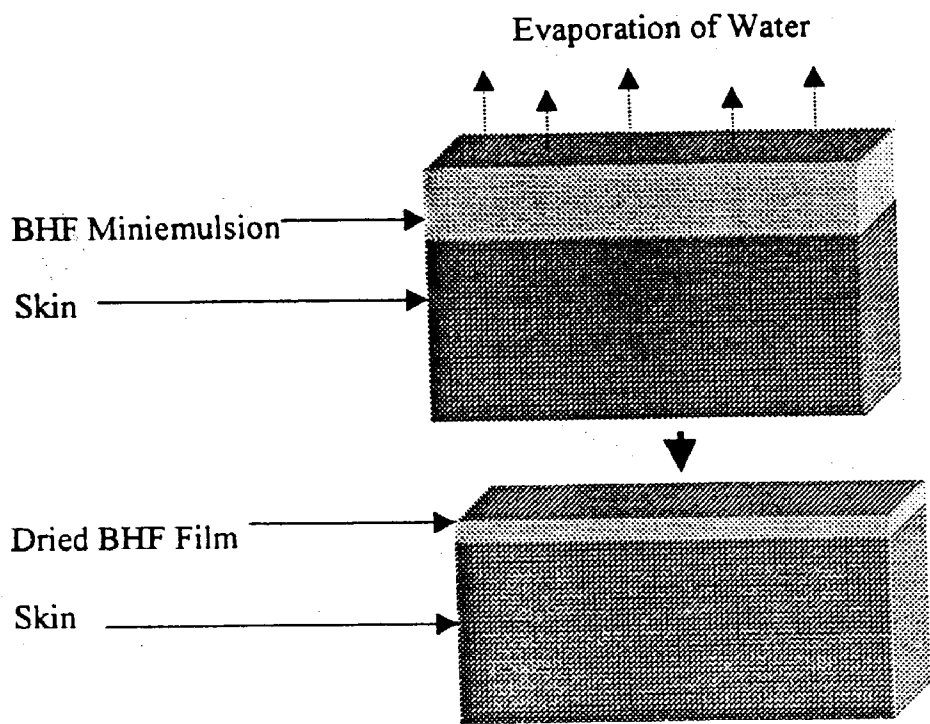 Evaporation of Water
BHF Miniemulsion
Skin
Dried BHF Film
Skin